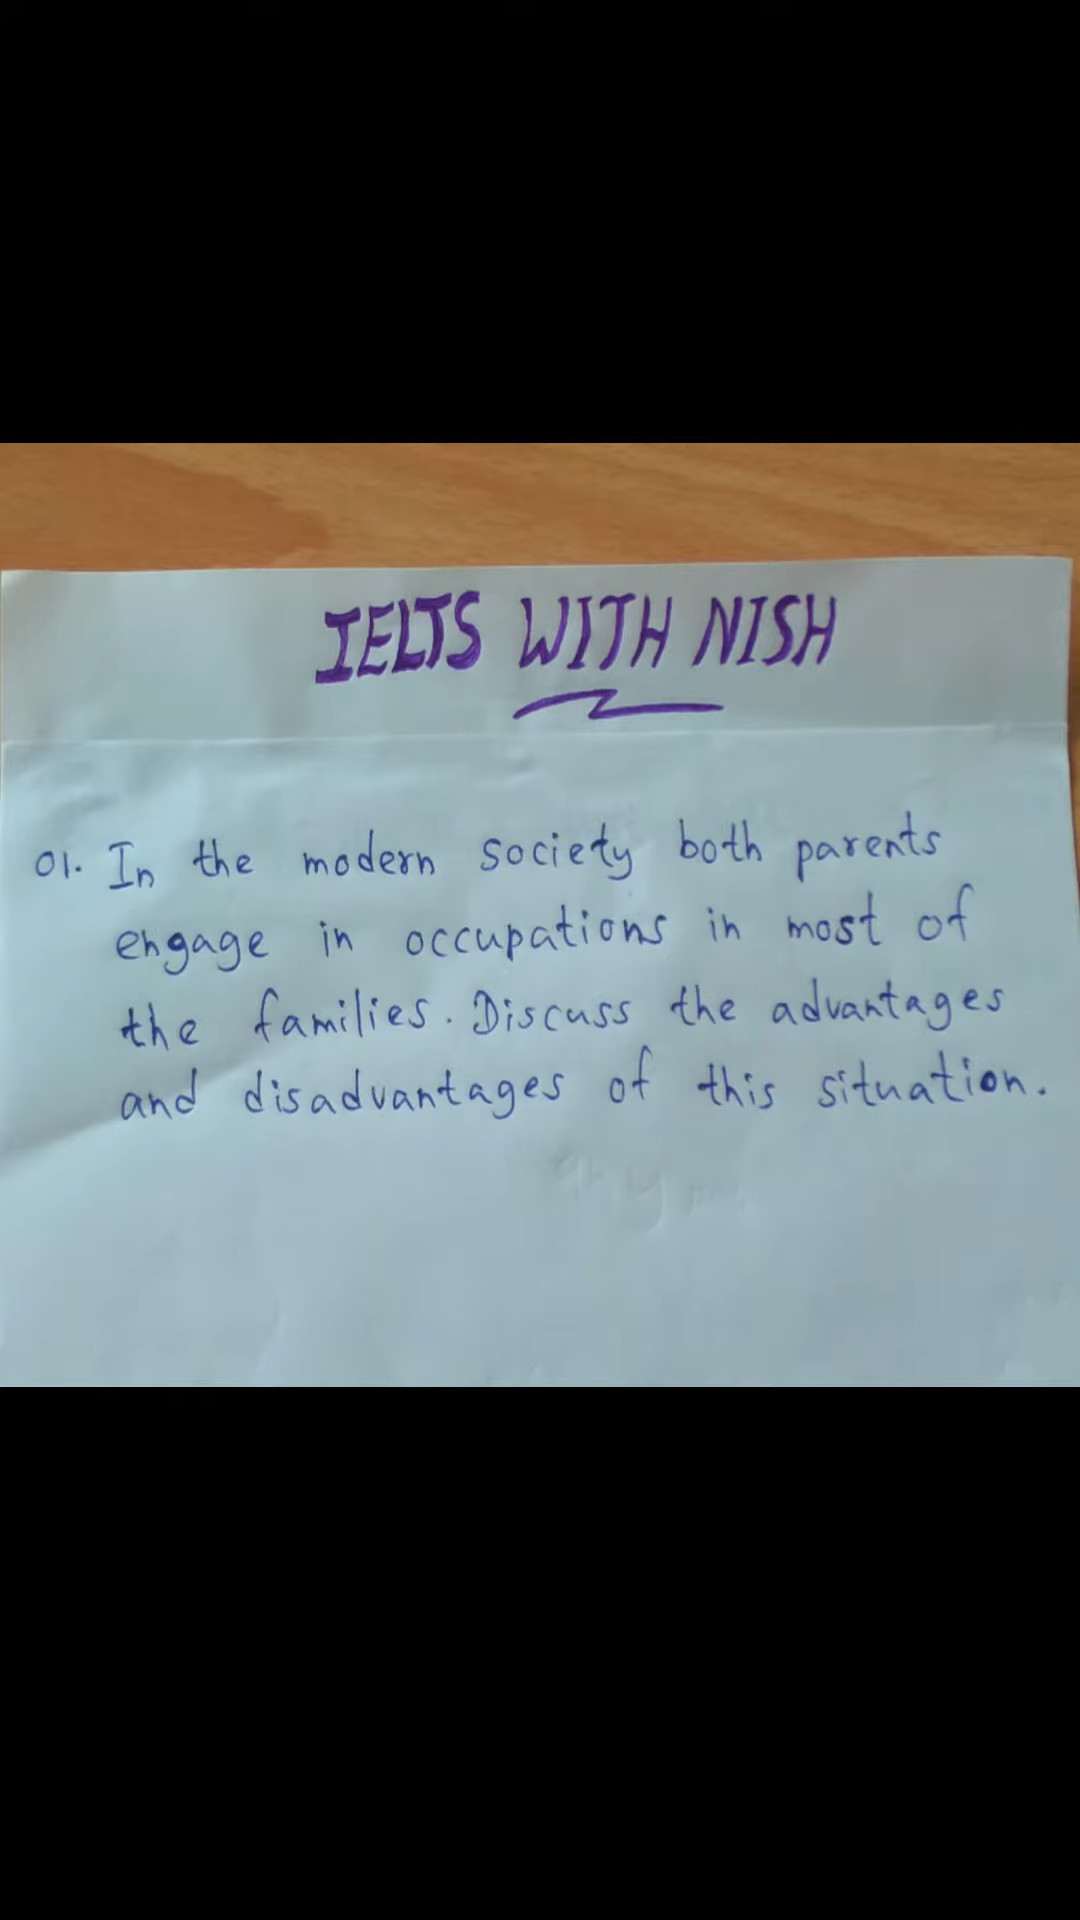 IELTS WITH NISH
01. In the modern society both parents
engage in occupations in most of
the families. Discuss the advantages
and disadvantages of this situation.